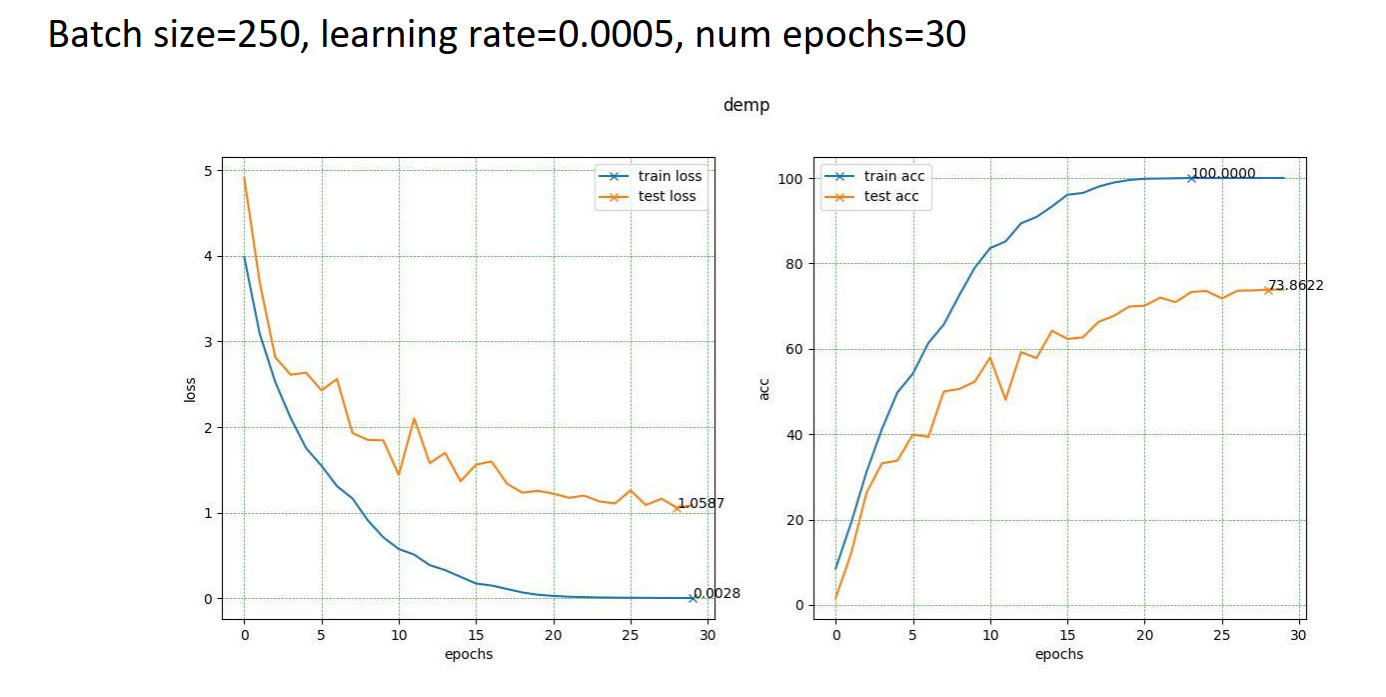 Batch size=250, learning rate=0.0005, num epochs=30
demp
5
4
3
2
1
0
loss
train loss
test loss
1.0587
0.0028
0 5 10 15 20 25 30
epochs
100
80
60
40
20
0
acc
train acc
test acc
100.0000
73.8622
0 5 10 15 20 25 30
epochs